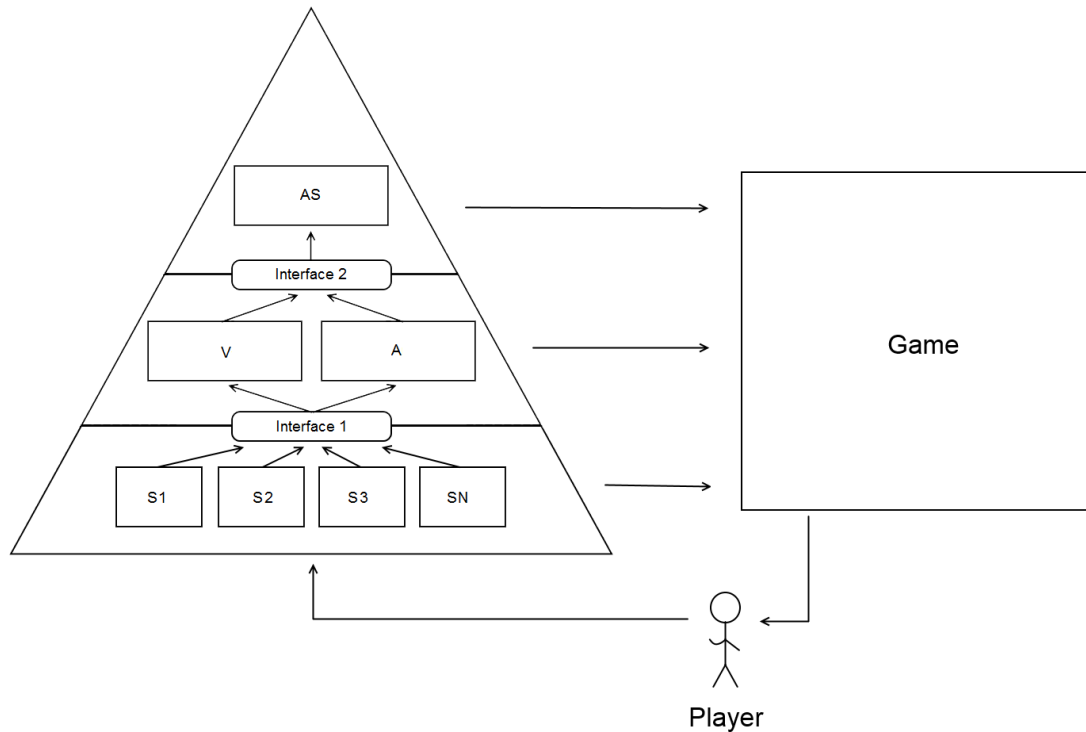 AS
Interface 2
V
A
Game
Interface 1
S1
S2
S3
SN
Player